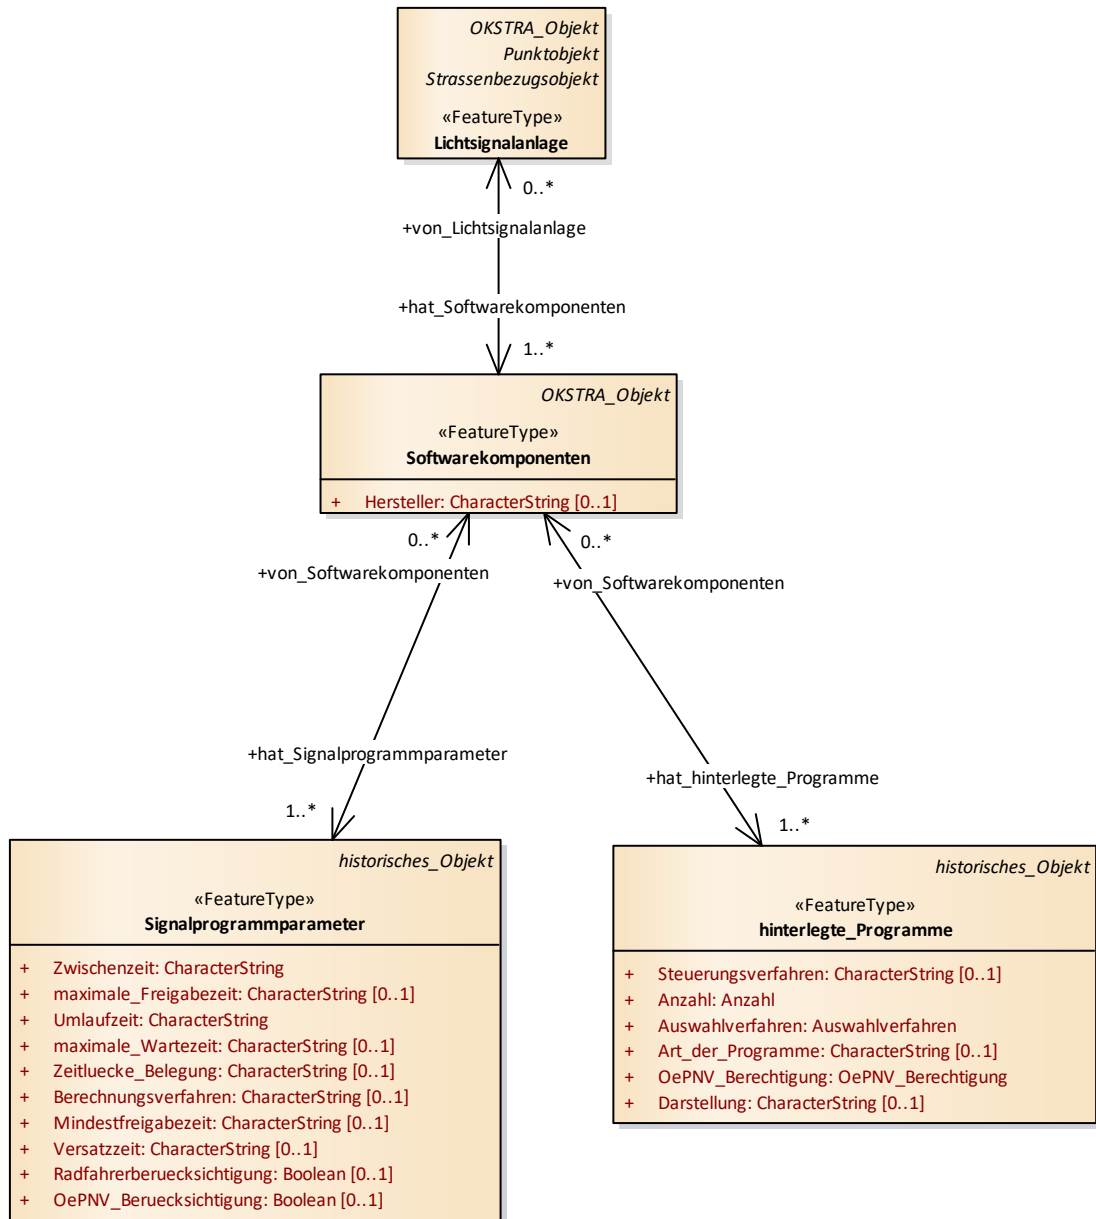 OKSTRA_Objekt
Punktobjekt
Strassenbezugsobjekt
«FeatureType»
Lichtsignalanlage
0..*
+von_Lichtsignalanlage
+hat_Softwarekomponenten
1..*
OKSTRA_Objekt
«FeatureType»
Softwarekomponenten
+ Hersteller: CharacterString [0..1]
0..*
+von_Softwarekomponenten
0..*
+von_Softwarekomponenten
+hat_Signalprogrammparameter
1..*
+hat_hinterlegte_Programme
1..*
historisches_Objekt
«FeatureType»
Signalprogrammparameter
+ Zwischenzeit: CharacterString
+ maximale_Freigabezeit: CharacterString [0..1]
+ Umlaufzeit: CharacterString
+ maximale_Wartezeit: CharacterString [0..1]
+ Zeitluecke_Belegung: CharacterString [0..1]
+ Berechnungsverfahren: CharacterString [0..1]
+ Mindestfreigabezeit: CharacterString [0..1]
+ Versatzzeit: CharacterString [0..1]
+ Radfahrerberuecksichtigung: Boolean [0..1]
+ OePNV_Beruecksichtigung: Boolean [0..1]
historisches_Objekt
«FeatureType»
hinterlegte_Programme
+ Steuerungsverfahren: CharacterString [0..1]
+ Anzahl: Anzahl
+ Auswahlverfahren: Auswahlverfahren
+ Art_der_Programme: CharacterString [0..1]
+ OePNV_Berechtigung: OePNV_Berechtigung
+ Darstellung: CharacterString [0..1]